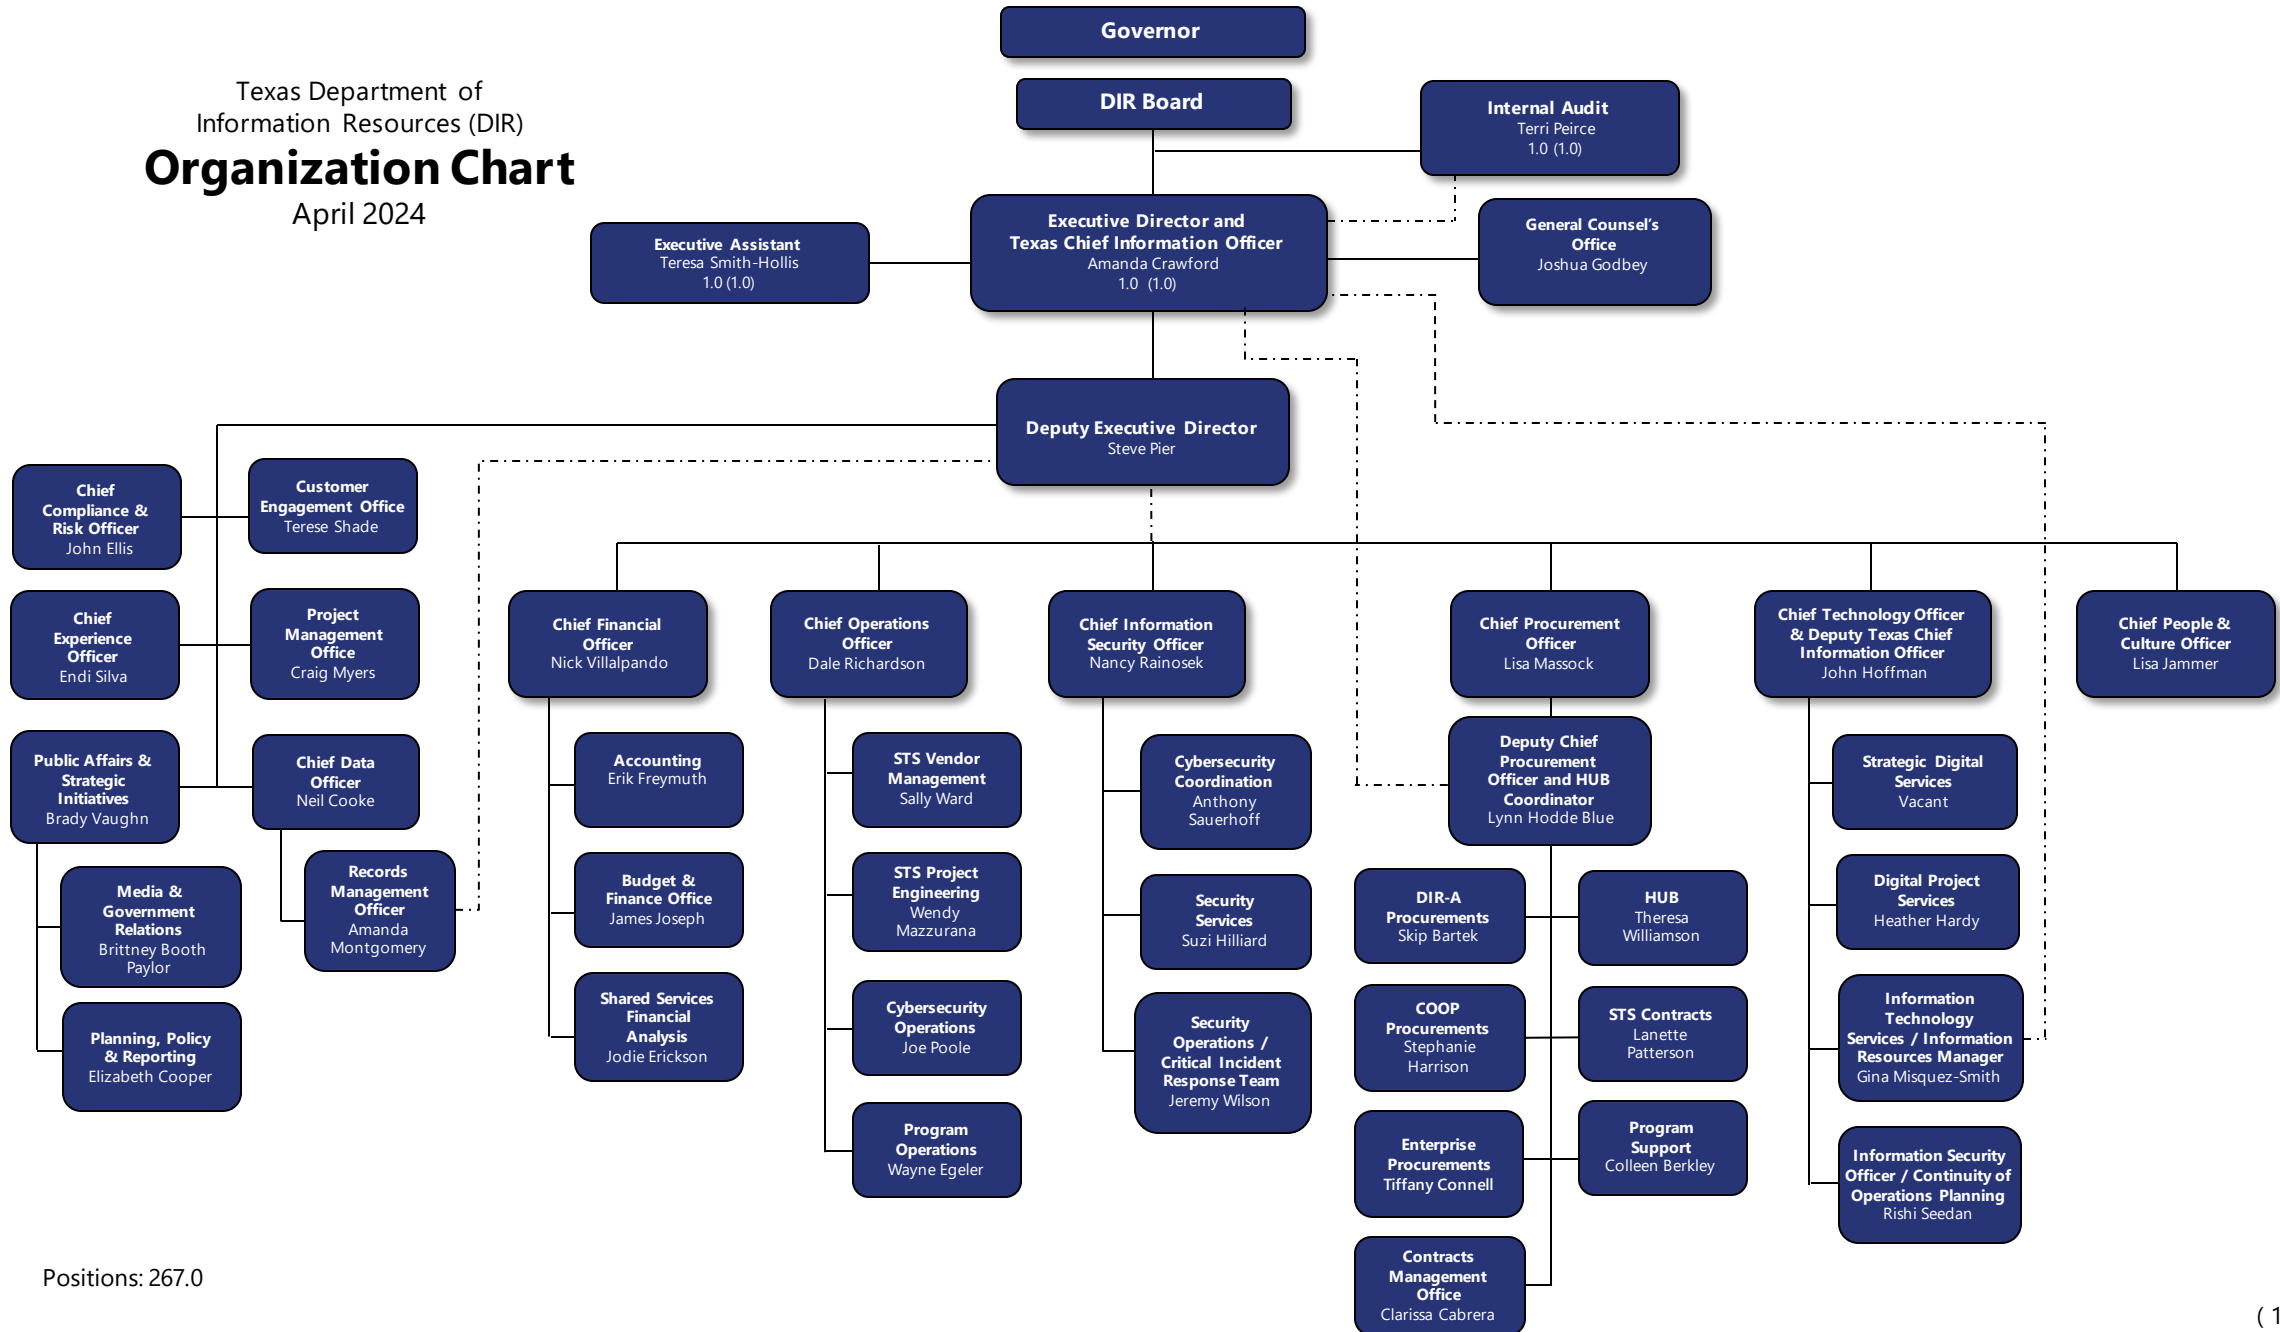 Governor
DIR Board
Texas Department of
Information Resources (DIR)
Organization Chart
April 2024
Internal Audit
Terri Peirce
1.0 (1.0)
Executive Director and
Texas Chief Information Officer
Amanda Crawford
1.0 (1.0)
Executive Assistant
Teresa Smith-Hollis
1.0 (1.0)
General Counsel's
Office
Joshua Godbey
Deputy Executive Director
Steve Pier
Chief
Compliance &
Risk Officer
John Ellis
Customer
Engagement Office
Terese Shade
Chief
Experience
Officer
Endi Silva
Project
Management
Office
Craig Myers
Public Affairs &
Strategic
Initiatives
Brady Vaughn
Chief Data
Officer
Neil Cooke
Media &
Government
Relations
Brittney Booth
Paylor
Records
Management
Officer
Amanda
Montgomery
Planning, Policy
& Reporting
Elizabeth Cooper
Chief Financial
Officer
Nick Villalpando
Accounting
Erik Freymuth
Budget &
Finance Office
James Joseph
Shared Services
Financial
Analysis
Jodie Erickson
Chief Operations
Officer
Dale Richardson
STS Vendor
Management
Sally Ward
STS Project
Engineering
Wendy
Mazzurana
Cybersecurity
Operations
Joe Poole
Program
Operations
Wayne Egeler
Chief Information
Security Officer
Nancy Rainosek
Cybersecurity
Coordination
Anthony
Sauerhoff
Security
Services
Suzi Hilliard
Security
Operations /
Critical Incident
Response Team
Jeremy Wilson
Chief Procurement
Officer
Lisa Massock
Deputy Chief
Procurement
Officer and HUB
Coordinator
Lynn Hodde Blue
DIR-A
Procurements
Skip Bartek
HUB
Theresa
Williamson
COOP
Procurements
Stephanie
Harrison
STS Contracts
Lanette
Patterson
Enterprise
Procurements
Tiffany Connell
Program
Support
Colleen Berkley
Contracts
Management
Office
Clarissa Cabrera
Chief Technology Officer
& Deputy Texas Chief
Information Officer
John Hoffman
Strategic Digital
Services
Vacant
Digital Project
Services
Heather Hardy
Information
Technology
Services / Information
Resources Manager
Gina Misquez-Smith
Information Security
Officer / Continuity of
Operations Planning
Rishi Seedan
Chief People &
Culture Officer
Lisa Jammer
Positions: 267.0
( 1